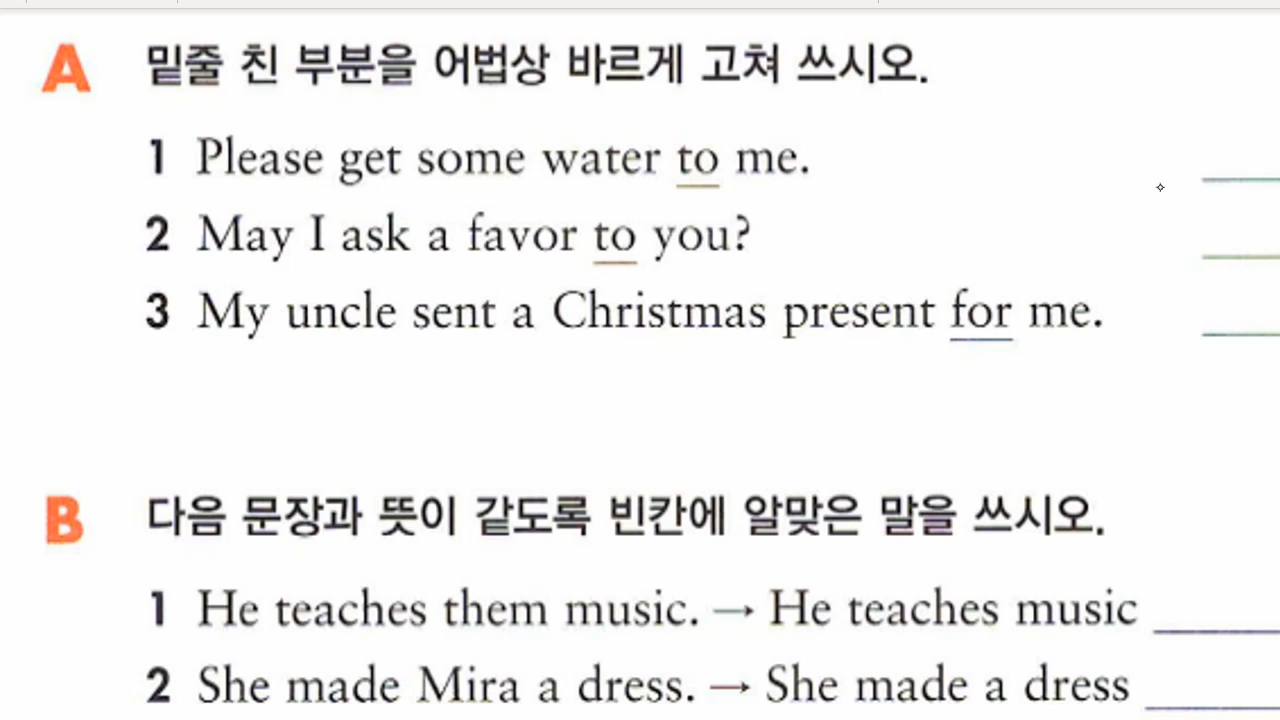 A 밑줄 친 부분을 어법상 바르게 고쳐 쓰시오.
1 Please get some water to me.
2 May I ask a favor to you?
3 My uncle sent a Christmas present for me.
B 다음 문장과 뜻이 같도록 빈칸에 알맞은 말을 쓰시오.
1 He teaches them music. → He teaches music
2 She made Mira a dress. → She made a dress